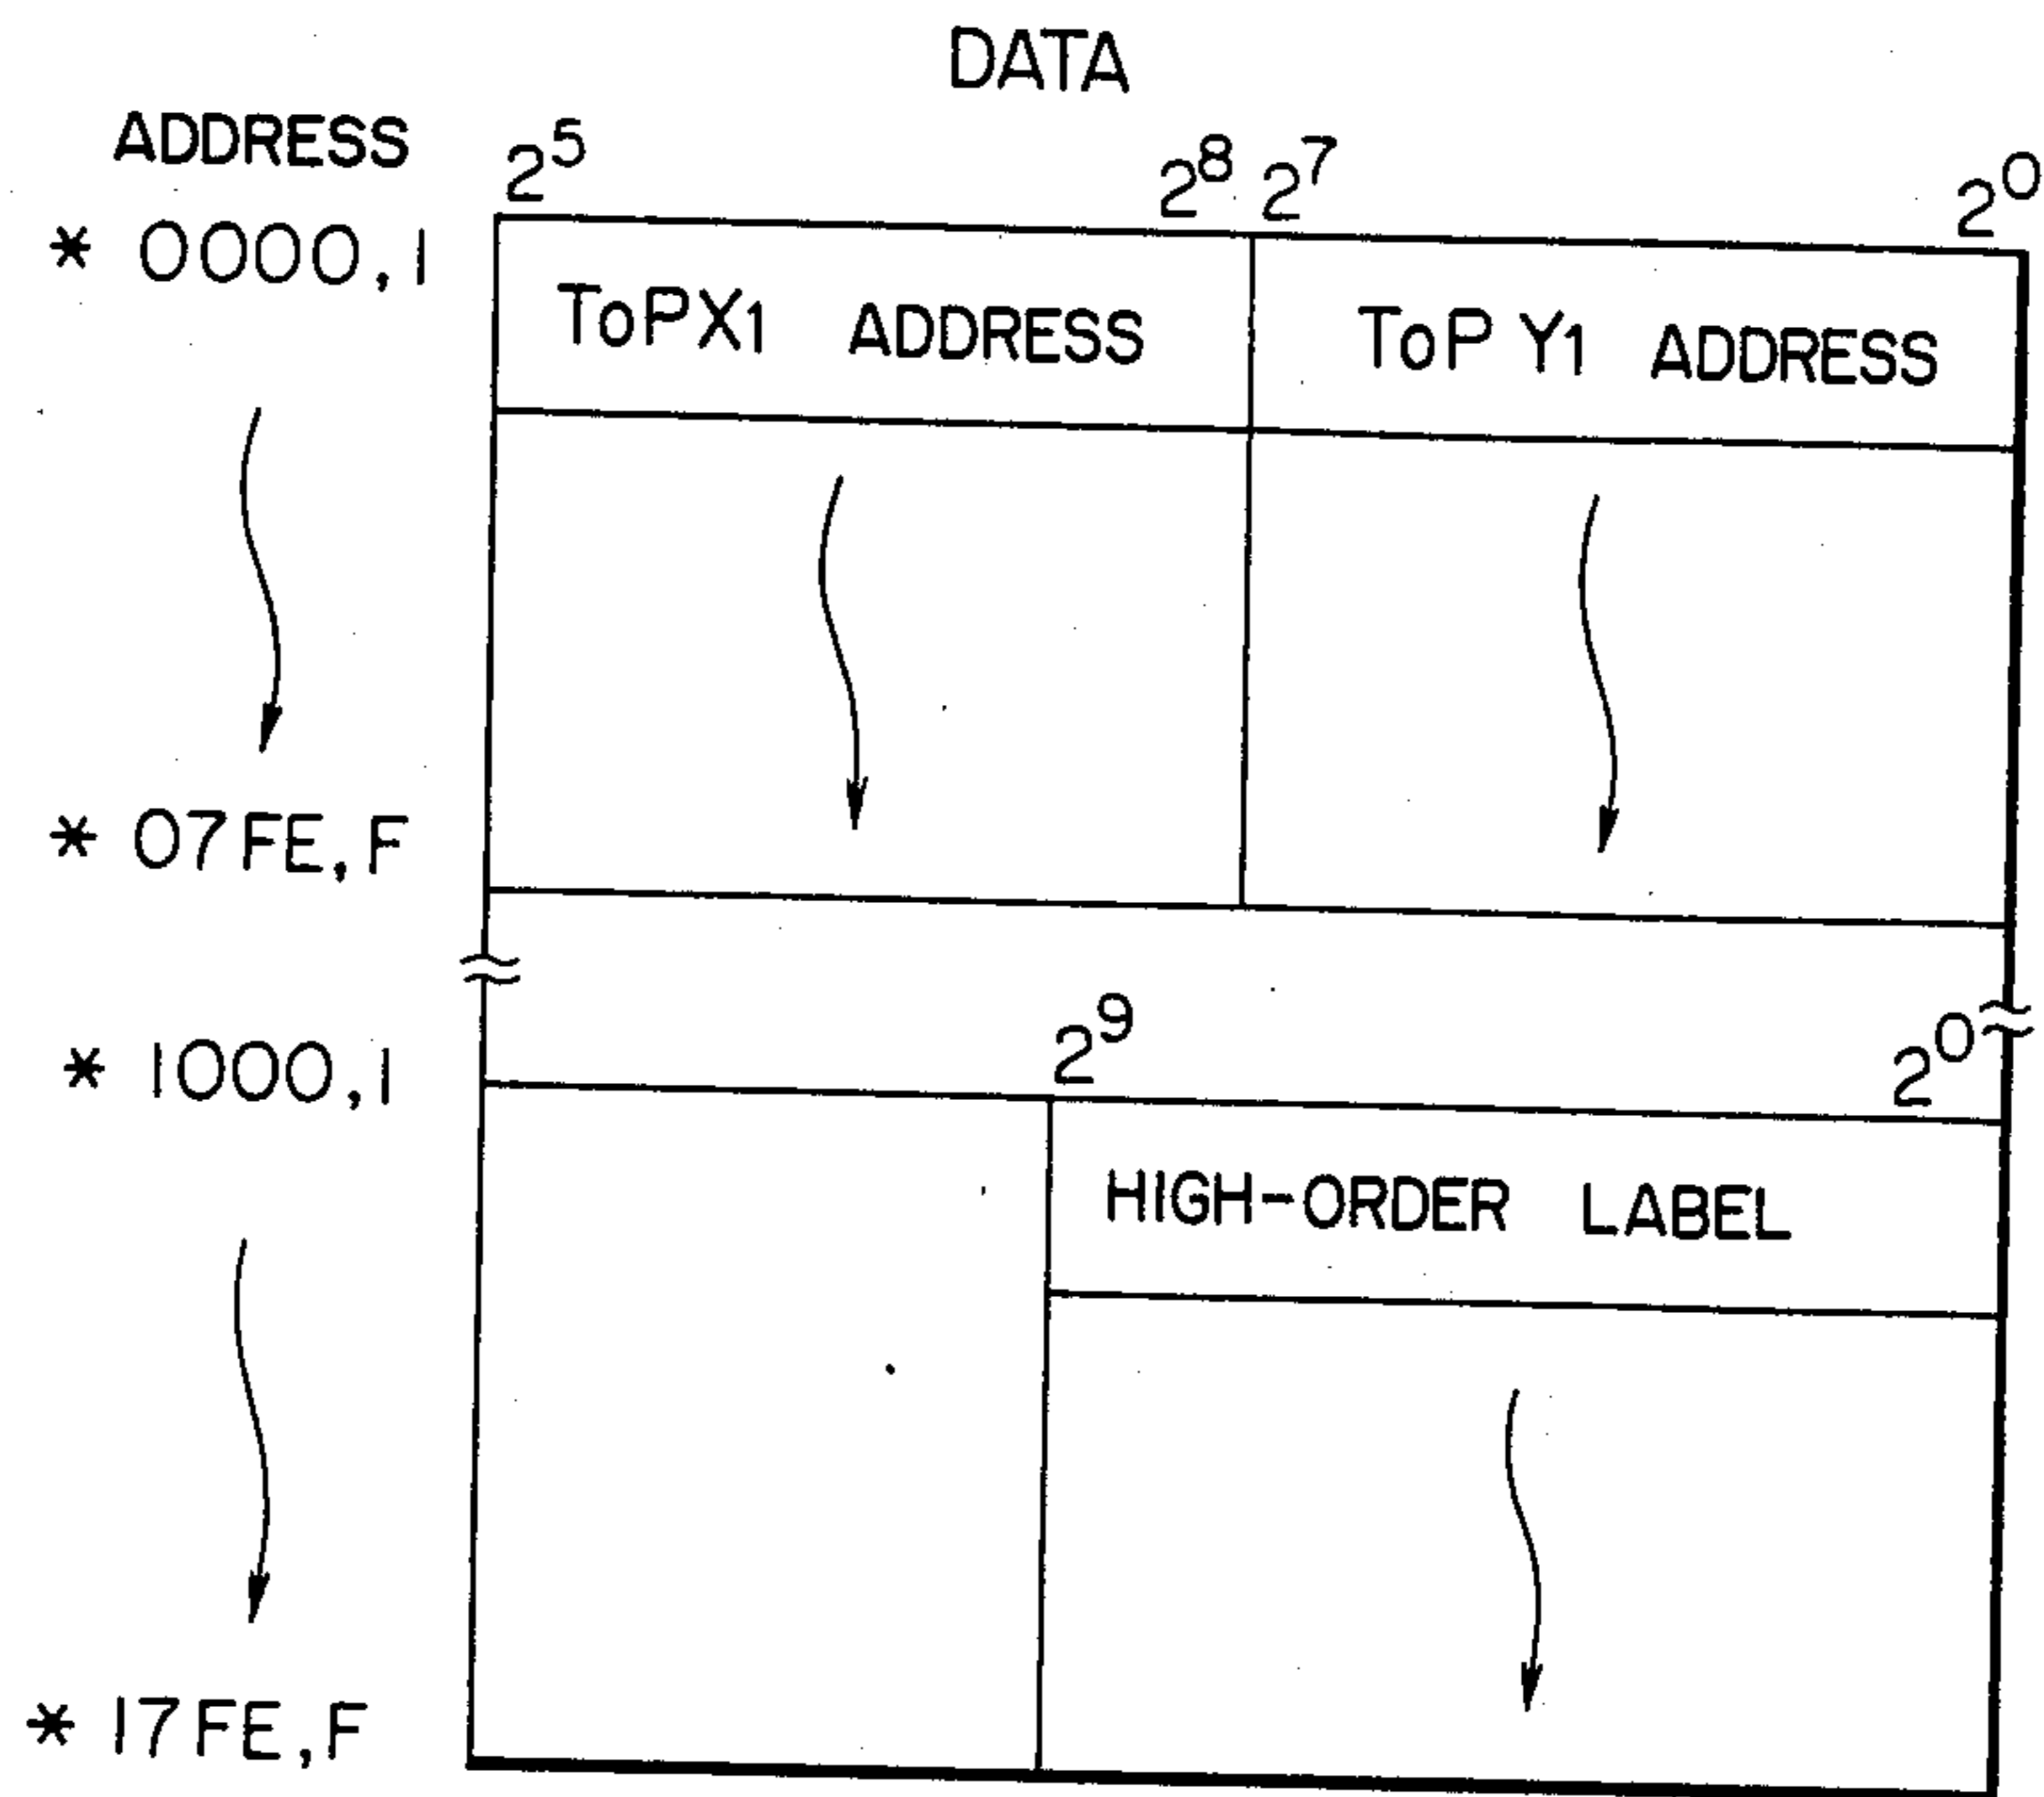 DATA
ADDRESS
2^5 2^8 2^7 2^0
* 0000,1
ToPX1 ADDRESS ToP Y1 ADDRESS
* 07FE,F
* 1000,1
2^9 2^0
HIGH-ORDER LABEL
* 17FE,F